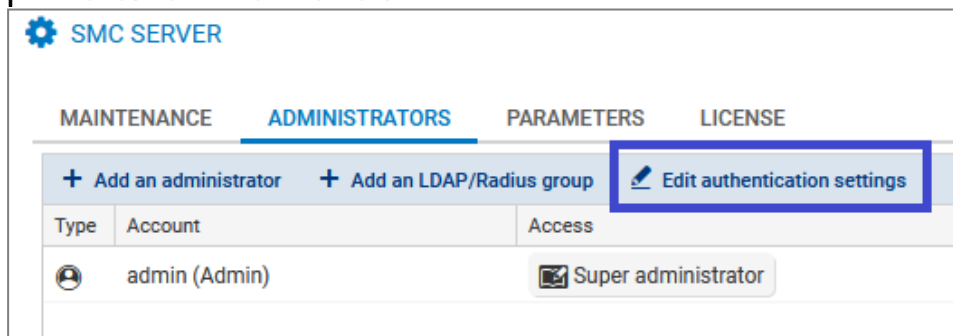 SMC SERVER
MAINTENANCE ADMINISTRATORS PARAMETERS LICENSE
+ Add an administrator + Add an LDAP/Radius group Edit authentication settings
Type Account Access
admin (Admin) Super administrator